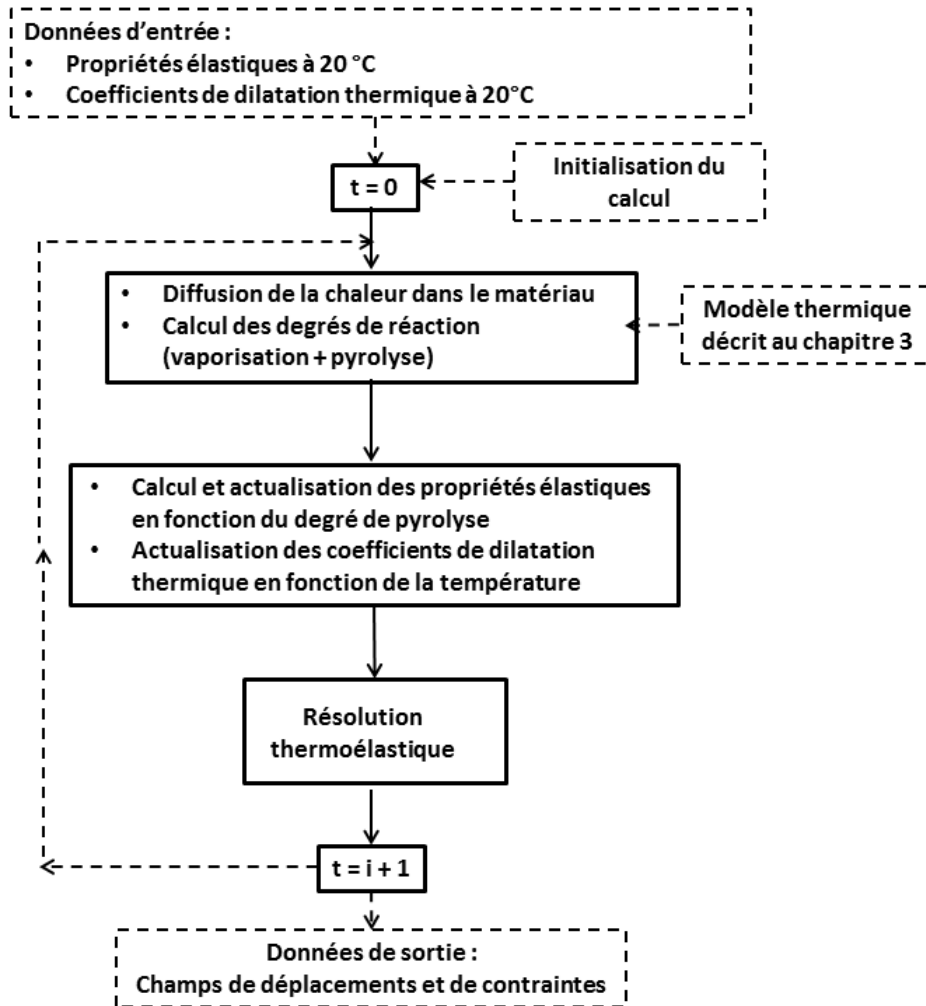 Données d'entrée :
• Propriétés élastiques à 20 °C
• Coefficients de dilatation thermique à 20°C
t = 0
Initialisation du
calcul
• Diffusion de la chaleur dans le matériau
• Calcul des degrés de réaction
(vaporisation + pyrolyse)
Modèle thermique
décrit au chapitre 3
• Calcul et actualisation des propriétés élastiques
en fonction du degré de pyrolyse
• Actualisation des coefficients de dilatation
thermique en fonction de la température
Résolution
thermoélastique
t = i + 1
Données de sortie :
Champs de déplacements et de contraintes